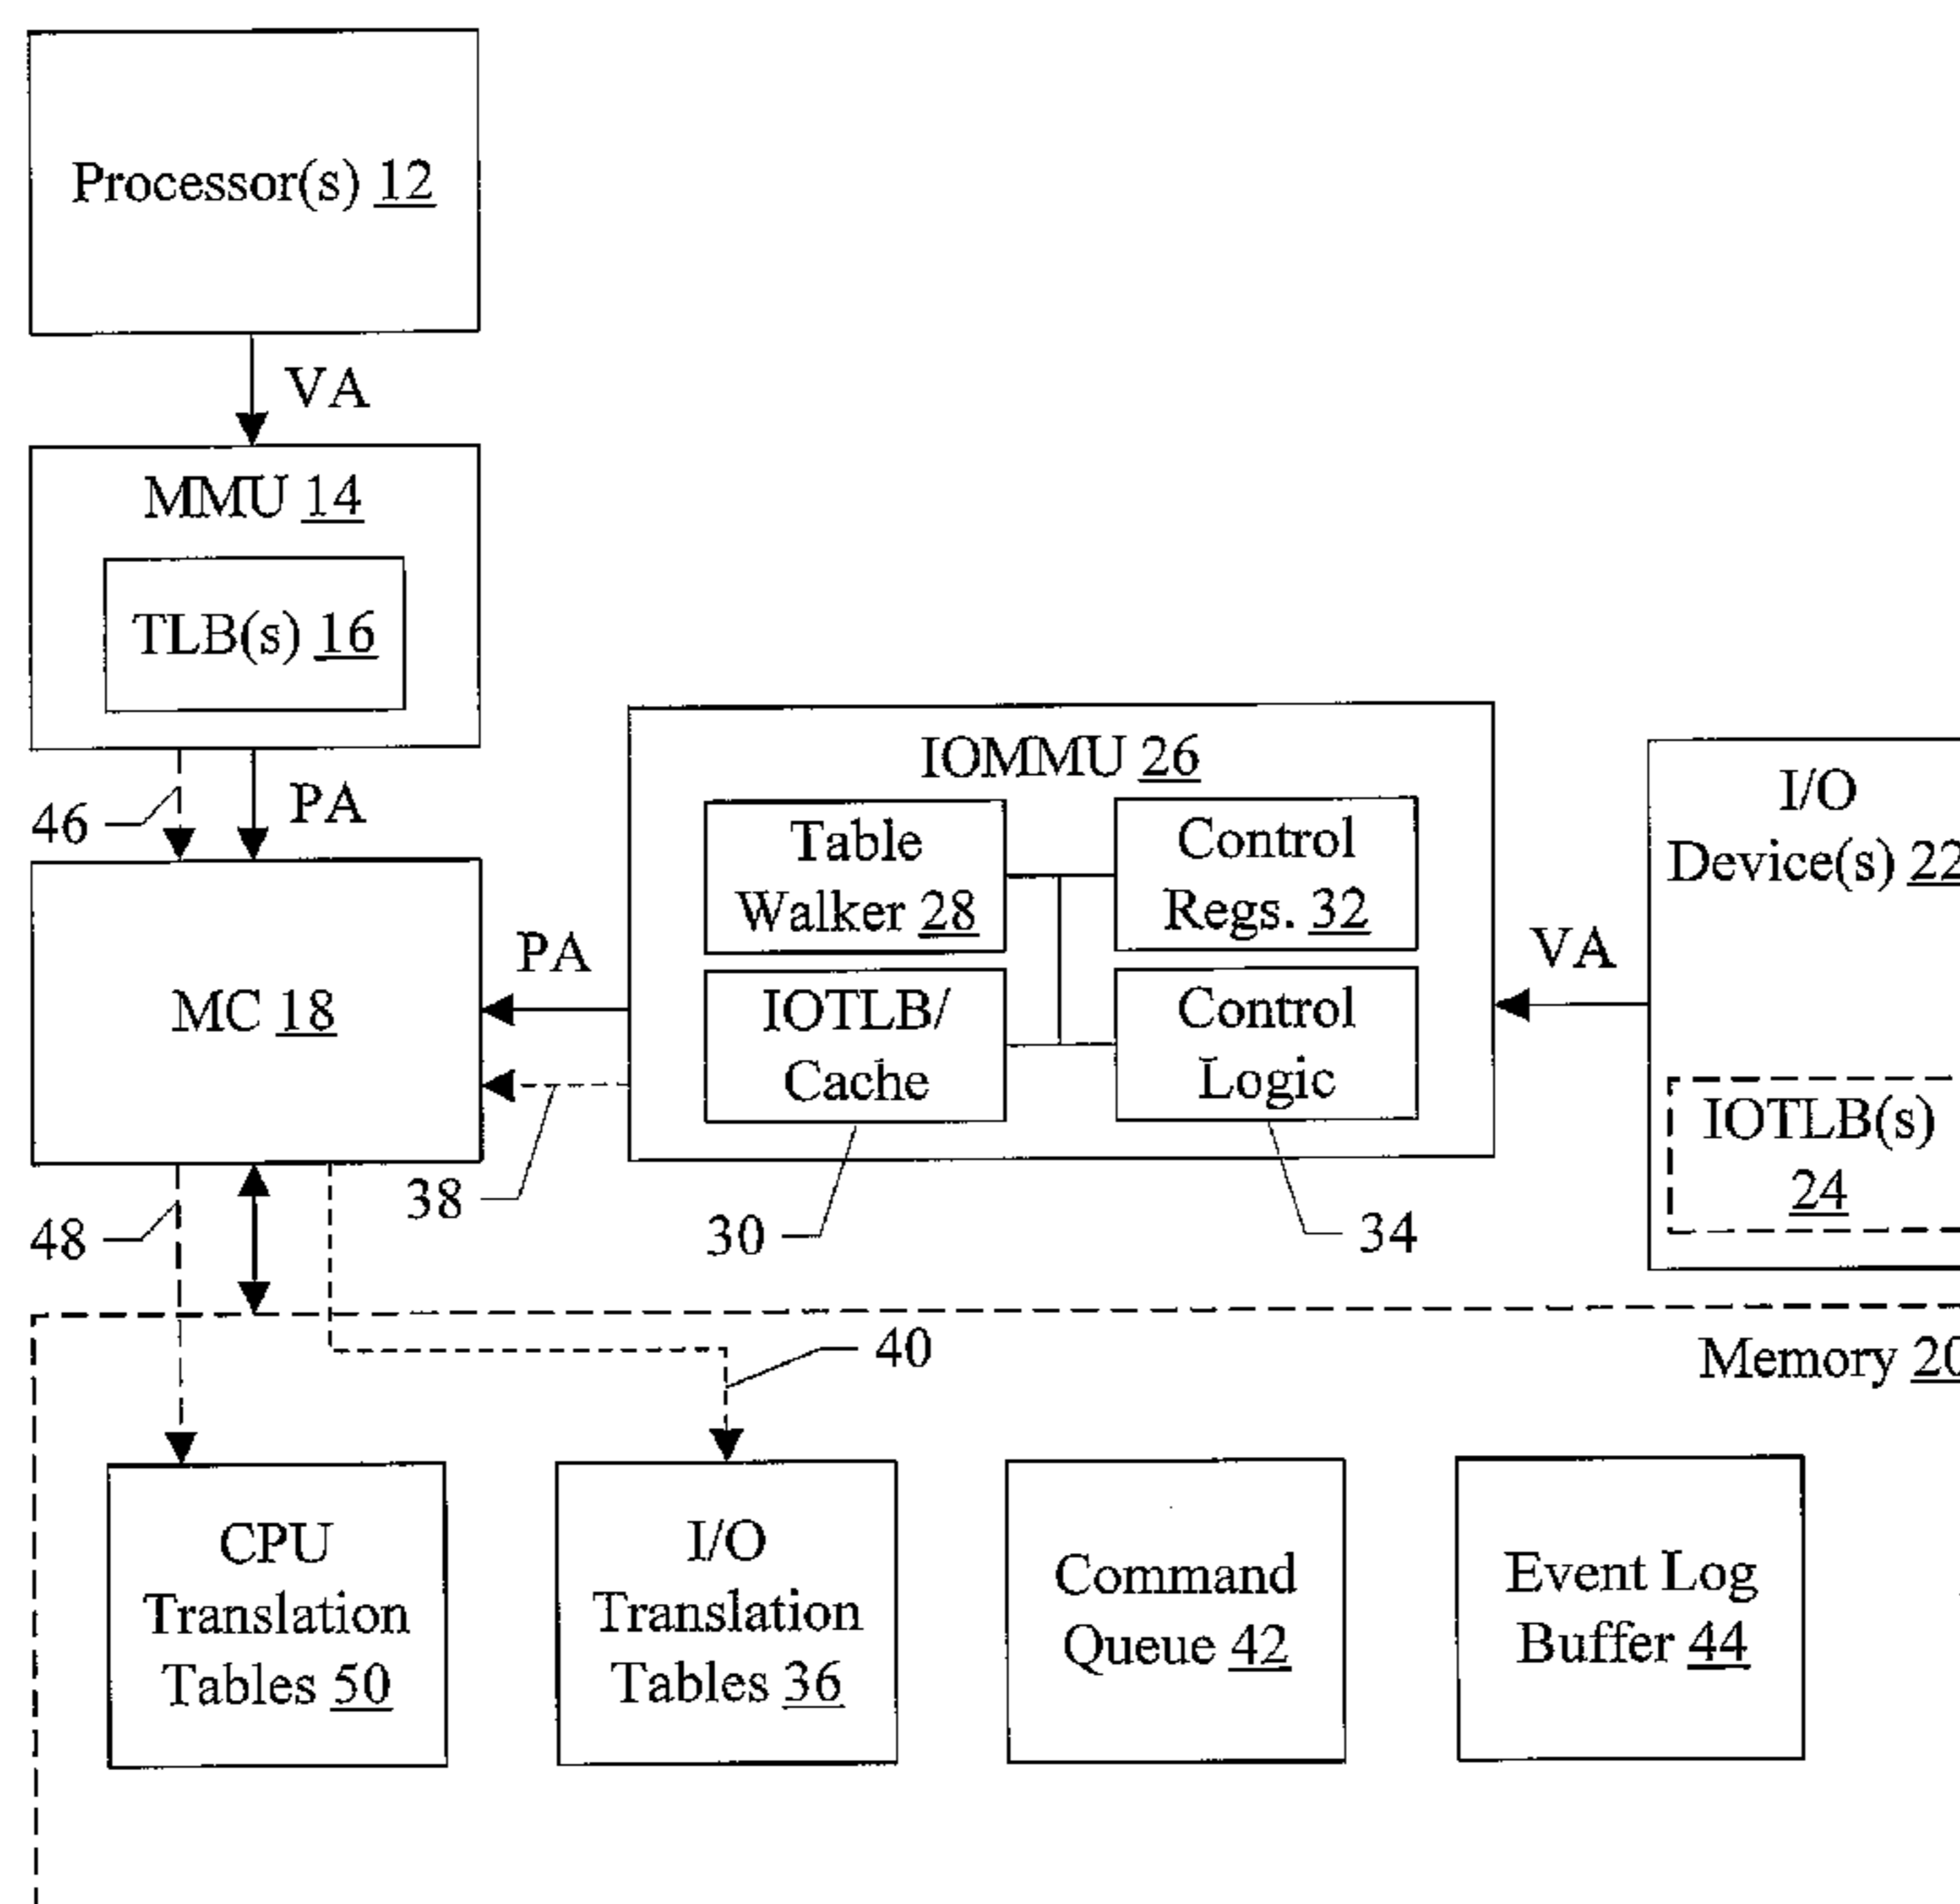 Processor(s) 12
VA
MMU 14
TLB(s) 16
46
PA
MC 18
PA
38
48
IOMMU 26
Table
Walker 28
Control
Regs. 32
IOTLB/
Cache
Control
Logic
30
34
VA
I/O
Device(s) 22
IOTLB(s)
24
Memory 20
40
CPU
Translation
Tables 50
I/O
Translation
Tables 36
Command
Queue 42
Event Log
Buffer 44